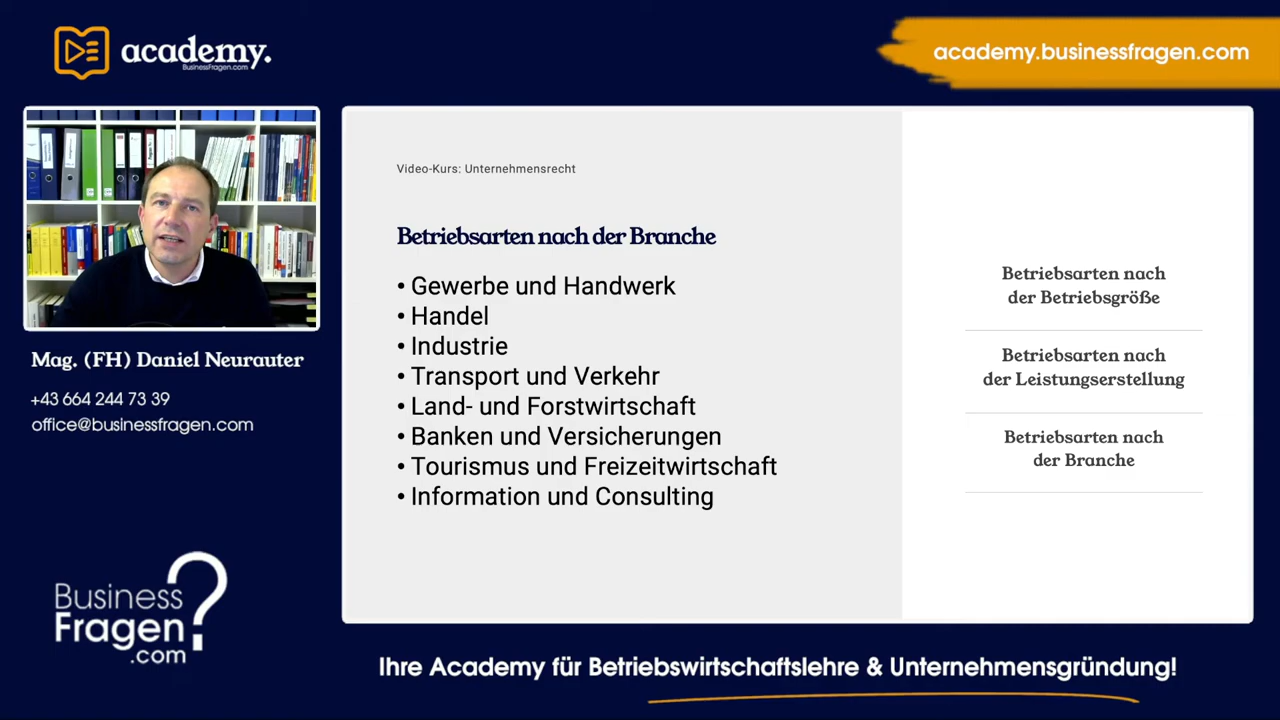 academy.
BusinessFragen.com
academy.businessfragen.com
Mag. (FH) Daniel Neurauter
+43 664 244 73 39
office@businessfragen.com
Business
Fragen?
.com
Video-Kurs: Unternehmensrecht
Betriebsarten nach der Branche
• Gewerbe und Handwerk
• Handel
• Industrie
• Transport und Verkehr
• Land- und Forstwirtschaft
• Banken und Versicherungen
• Tourismus und Freizeitwirtschaft
• Information und Consulting
Betriebsarten nach
der Betriebsgröße
Betriebsarten nach
der Leistungserstellung
Betriebsarten nach
der Branche
Ihre Academy für Betriebswirtschaftslehre & Unternehmensgründung!